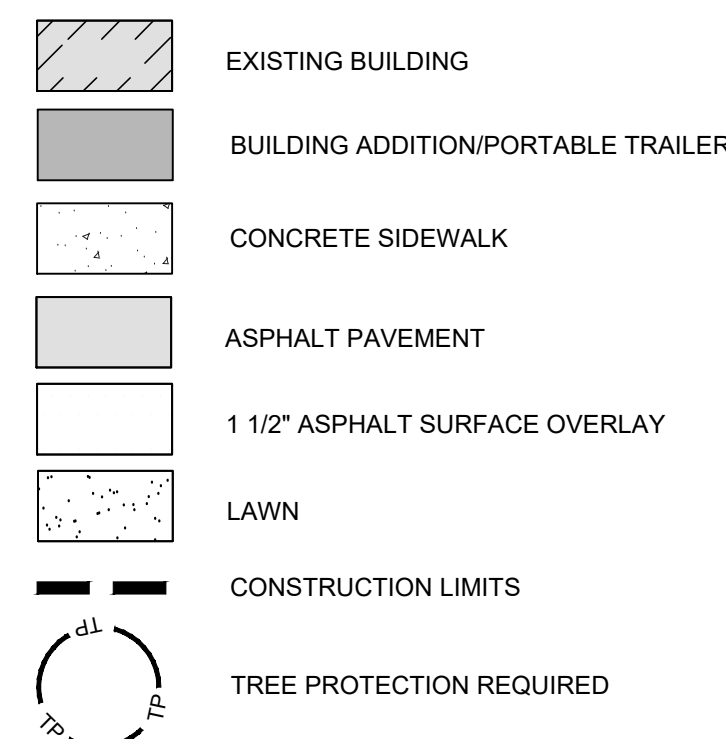 EXISTING BUILDING
BUILDING ADDITION/PORTABLE TRAILER
CONCRETE SIDEWALK
ASPHALT PAVEMENT
1 1/2" ASPHALT SURFACE OVERLAY
LAWN
CONSTRUCTION LIMITS
TP
TP
TP
TREE PROTECTION REQUIRED